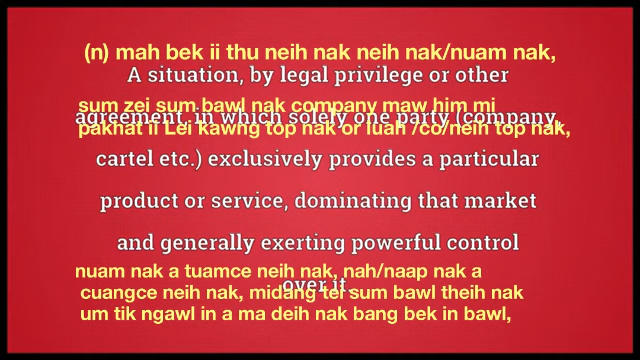 (n) mah bek ii thu neih nak neih nak/nuam nak,
A situation, by legal privilege or other
sum zei sum bawl nak company maw him mi
agreement, in which solely one party (company,
pakhat ii Lei kawng top nak or luah /co/neih top nak,
cartel etc.) exclusively provides a particular
product or service, dominating that market
and generally exerting powerful control
nuam nak a tuamce neih nak, nah/naap nak a
over it.
cuangce neih nak, midang tel sum bawl theih nak
um tik ngawl in a ma deih nak bang bek in bawl,